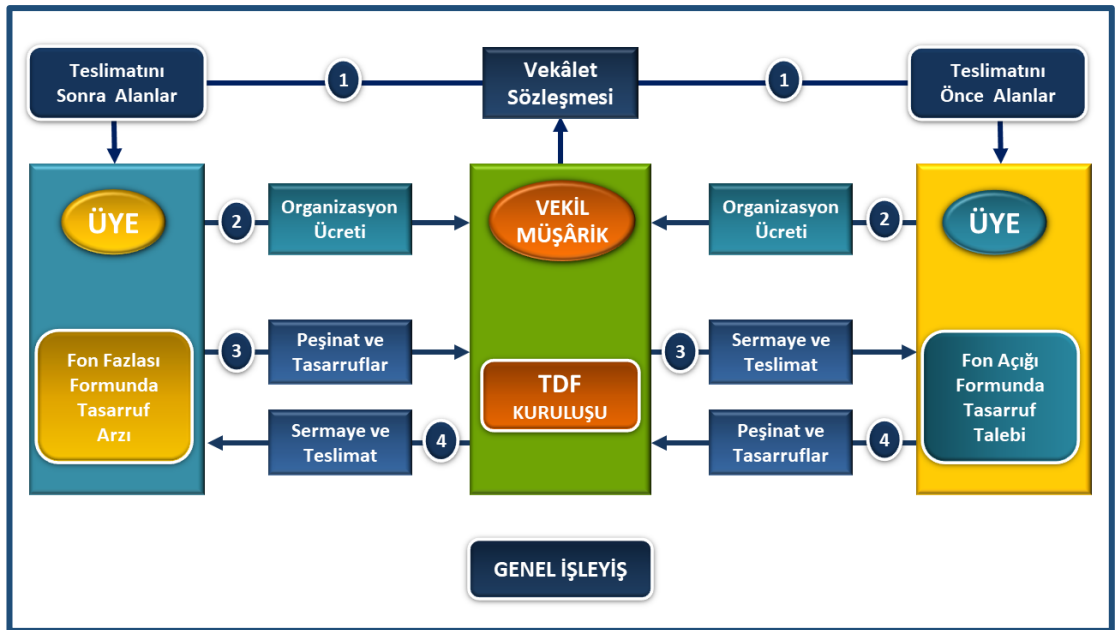 Teslimatını
Sonra Alanlar
1
Vekâlet
Sözleşmesi
1
Teslimatını
Önce Alanlar
ÜYE
2
Organizasyon
Ücreti
VEKİL
MÜŞÂRİK
Organizasyon
Ücreti
2
ÜYE
Fon Fazlası
Formunda
Tasarruf
Arzı
3
Peşinat ve
Tasarruflar
Sermaye ve
Teslimat
4
TDF
KURULUŞU
3
Sermaye ve
Teslimat
Peşinat ve
Tasarruflar
4
Fon Açığı
Formunda
Tasarruf
Talebi
GENEL İŞLEYİŞ